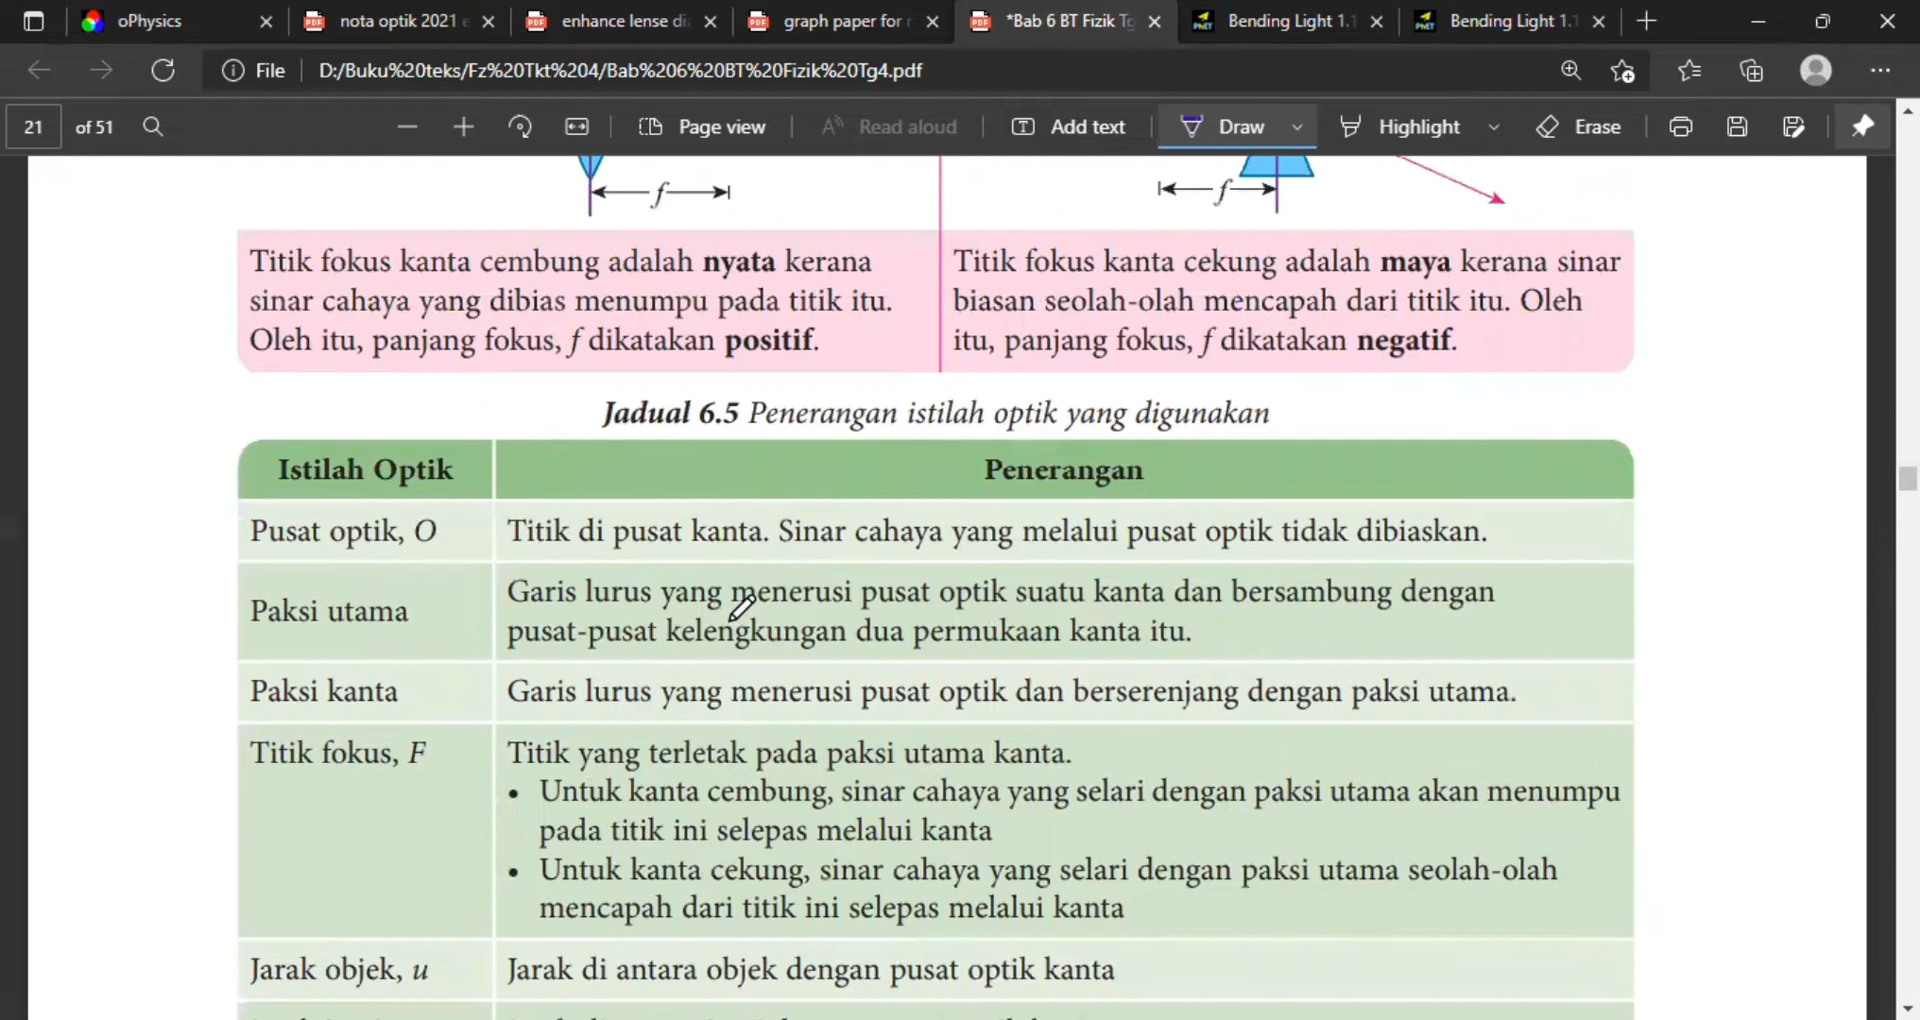 oPhysics
nota optik 2021
enhance lense di
graph paper for
*Bab 6 BT Fizik Tg
Bending Light 1.1
Bending Light 1.1
File
D:/Buku%20teks/Fz%20Tkt%204/Bab%206%20BT%20Fizik%20Tg4.pdf
21 of 51
Page view
Read aloud
Add text
Draw
Highlight
Erase
f
f
Titik fokus kanta cembung adalah nyata kerana
sinar cahaya yang dibias menumpu pada titik itu.
Oleh itu, panjang fokus, f dikatakan positif.
Titik fokus kanta cekung adalah maya kerana sinar
biasan seolah-olah mencapah dari titik itu. Oleh
itu, panjang fokus, f dikatakan negatif.
Jadual 6.5 Penerangan istilah optik yang digunakan
Istilah Optik
Penerangan
Pusat optik, O
Titik di pusat kanta. Sinar cahaya yang melalui pusat optik tidak dibiaskan.
Paksi utama
Garis lurus yang menerusi pusat optik suatu kanta dan bersambung dengan
pusat-pusat kelengkungan dua permukaan kanta itu.
Paksi kanta
Garis lurus yang menerusi pusat optik dan berserenjang dengan paksi utama.
Titik fokus, F
Titik yang terletak pada paksi utama kanta.
• Untuk kanta cembung, sinar cahaya yang selari dengan paksi utama akan menumpu
pada titik ini selepas melalui kanta
• Untuk kanta cekung, sinar cahaya yang selari dengan paksi utama seolah-olah
mencapah dari titik ini selepas melalui kanta
Jarak objek, u
Jarak di antara objek dengan pusat optik kanta